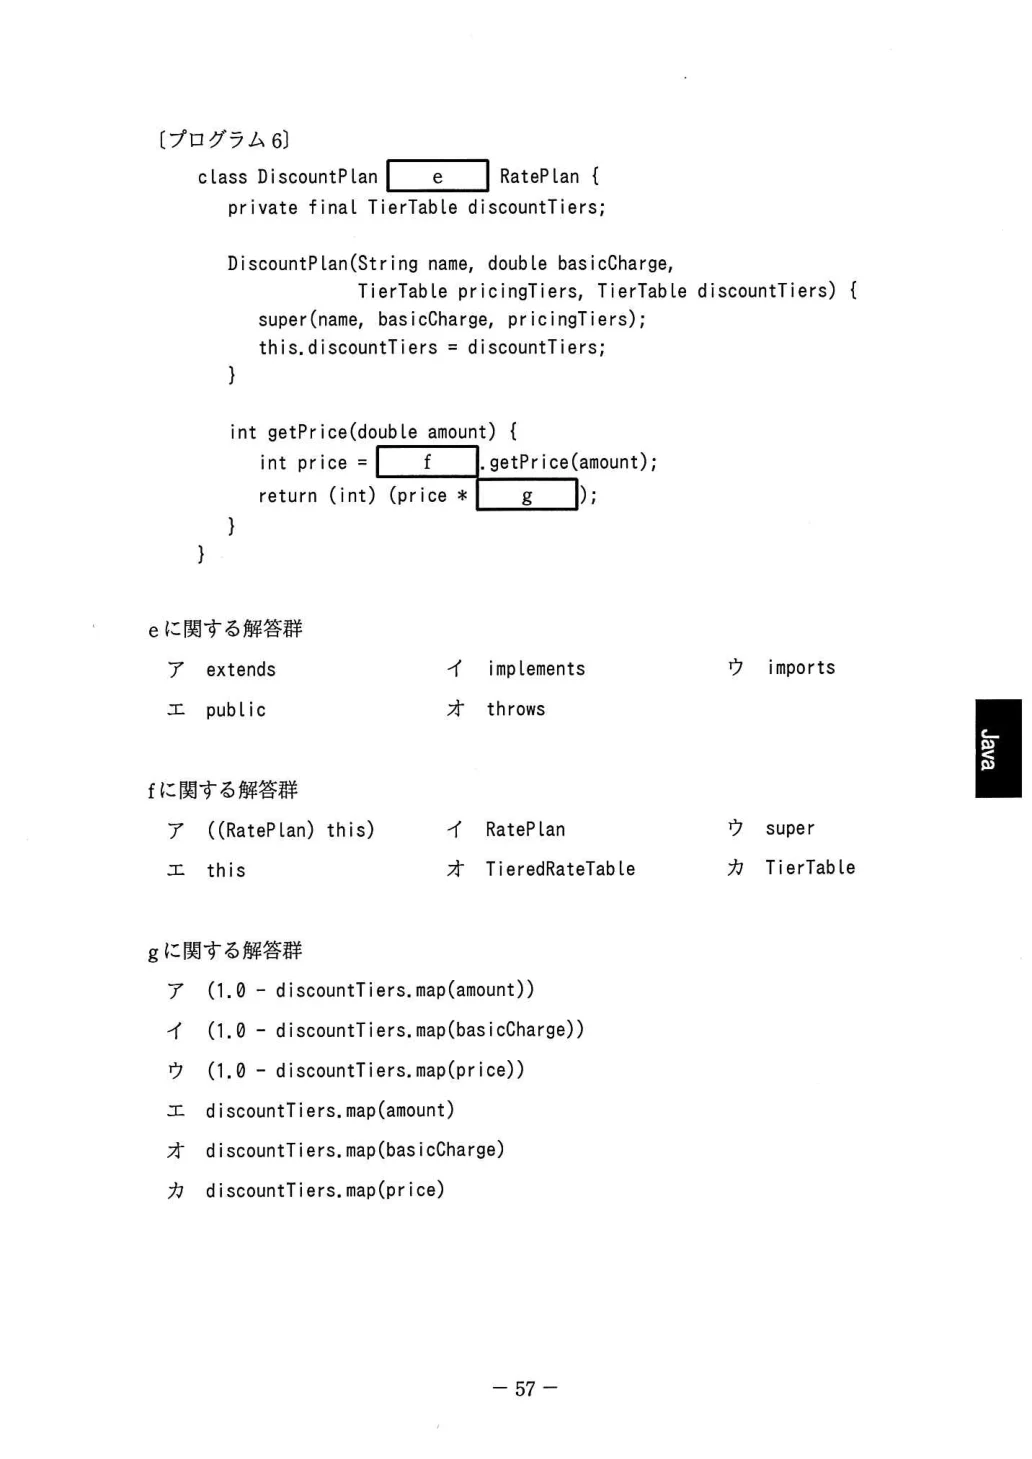 〔プログラム 6〕
class DiscountPlan e RatePlan {
private final TierTable discountTiers;
DiscountPlan(String name, double basicCharge,
TierTable pricingTiers, TierTable discountTiers) {
super(name, basicCharge, pricingTiers);
this.discountTiers = discountTiers;
}
int getPrice(double amount) {
int price = f .getPrice(amount);
return (int) (price * g );
}
}
e に関する解答群
ア extends イ implements ウ imports
エ public オ throws
Java
f に関する解答群
ア ((RatePlan) this) イ RatePlan ウ super
エ this オ TieredRateTable カ TierTable
g に関する解答群
ア (1.0 - discountTiers.map(amount))
イ (1.0 - discountTiers.map(basicCharge))
ウ (1.0 - discountTiers.map(price))
エ discountTiers.map(amount)
オ discountTiers.map(basicCharge)
カ discountTiers.map(price)
— 57 —